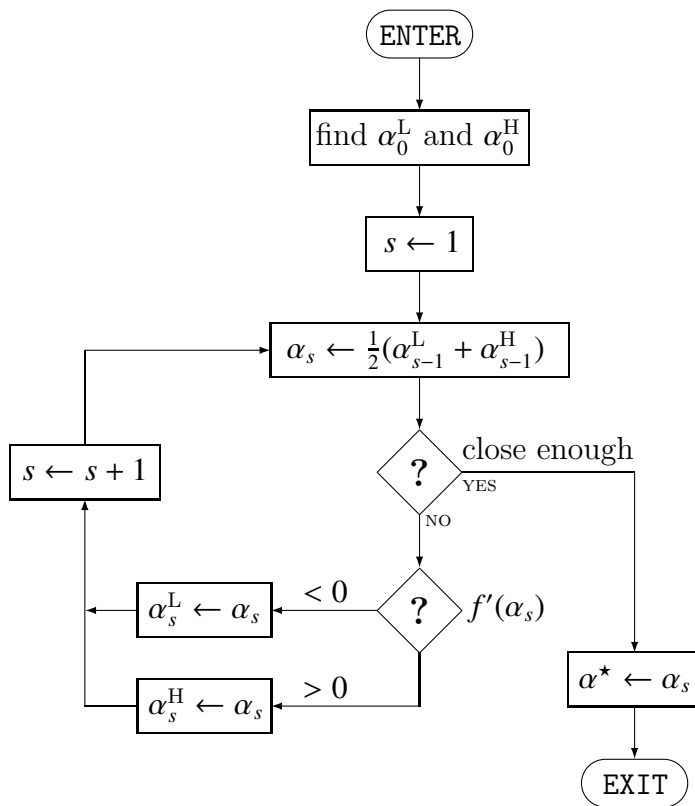 ENTER
find α₀ᴸ and α₀ᴴ
s ← 1
αₛ ← ½(αₛ₋₁ᴸ + αₛ₋₁ᴴ)
s ← s + 1
? close enough
YES
NO
αₛᴸ ← αₛ < 0 ? f′(αₛ)
αₛᴴ ← αₛ > 0
α⋆ ← αₛ
EXIT